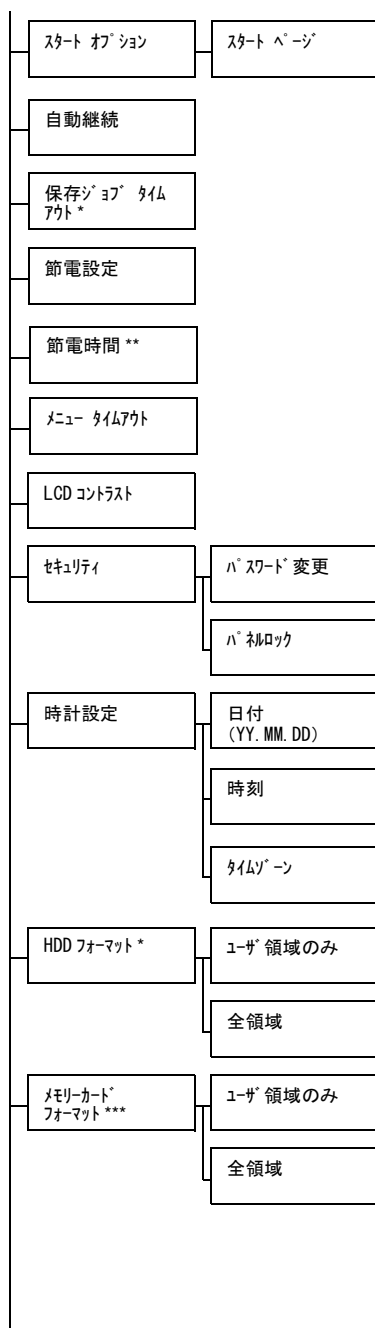 ｽﾀｰﾄ ｵﾌﾟｼｮﾝ
ｽﾀｰﾄ ﾍﾟｰｼﾞ
自動継続
保存ｼﾞｮﾌﾞ ﾀｲﾑ
ｱｳﾄ *
節電設定
節電時間 **
ﾒﾆｭｰ ﾀｲﾑｱｳﾄ
LCD ｺﾝﾄﾗｽﾄ
ｾｷｭﾘﾃｨ
ﾊﾟｽﾜｰﾄﾞ変更
ﾊﾟﾈﾙﾛｯｸ
時計設定
日付
(YY.MM.DD)
時刻
ﾀｲﾑｿﾞｰﾝ
HDD ﾌｫｰﾏｯﾄ *
ﾕｰｻﾞ領域のみ
全領域
ﾒﾓﾘｰｶｰﾄﾞ
ﾌｫｰﾏｯﾄ ***
ﾕｰｻﾞ領域のみ
全領域